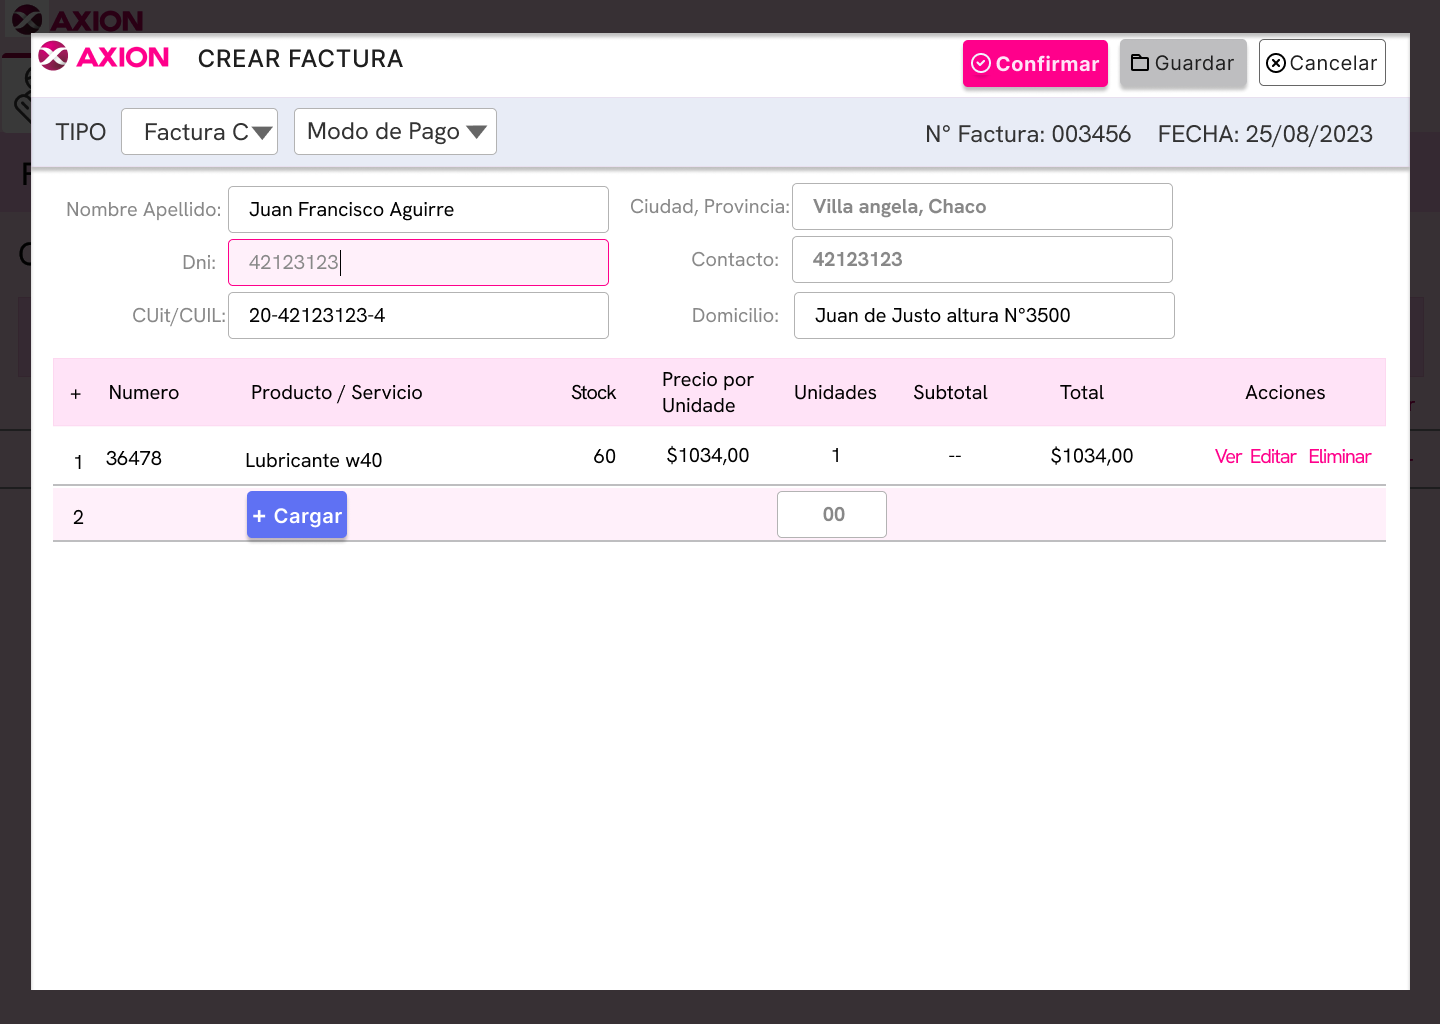 AXION
AXION CREAR FACTURA Confirmar Guardar Cancelar
TIPO Factura C Modo de Pago N° Factura: 003456 FECHA: 25/08/2023
Nombre Apellido: Juan Francisco Aguirre Ciudad, Provincia: Villa angela, Chaco
Dni: 42123123 Contacto: 42123123
CUit/CUIL: 20-42123123-4 Domicilio: Juan de Justo altura N°3500
+ Numero Producto / Servicio Stock Precio por Unidade Unidades Subtotal Total Acciones
1 36478 Lubricante w40 60 $1034,00 1 -- $1034,00 Ver Editar Eliminar
2 + Cargar 00